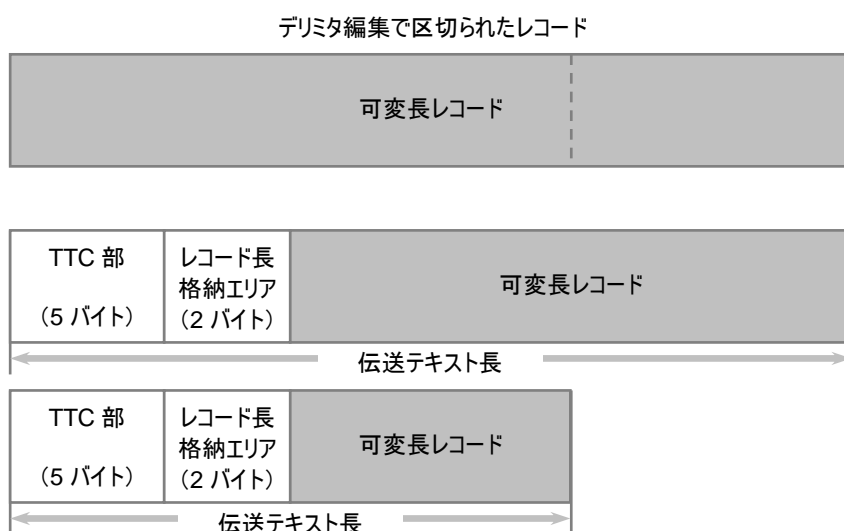 デリミタ編集で区切られたレコード
可変長レコード
TTC 部
(5 バイト)
レコード長
格納エリア
(2 バイト)
可変長レコード
伝送テキスト長
TTC 部
(5 バイト)
レコード長
格納エリア
(2 バイト)
可変長レコード
伝送テキスト長